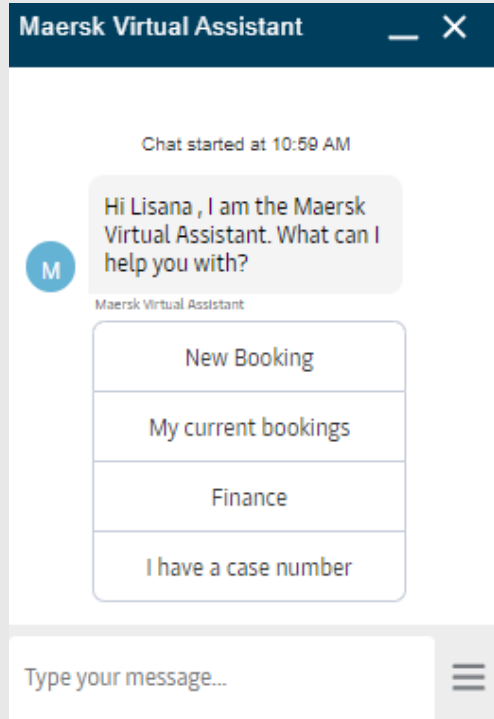 Maersk Virtual Assistant
Chat started at 10:59 AM
Hi Lisana , I am the Maersk
Virtual Assistant. What can I
help you with?
M
Maersk Virtual Assistant
New Booking
My current bookings
Finance
I have a case number
Type your message...